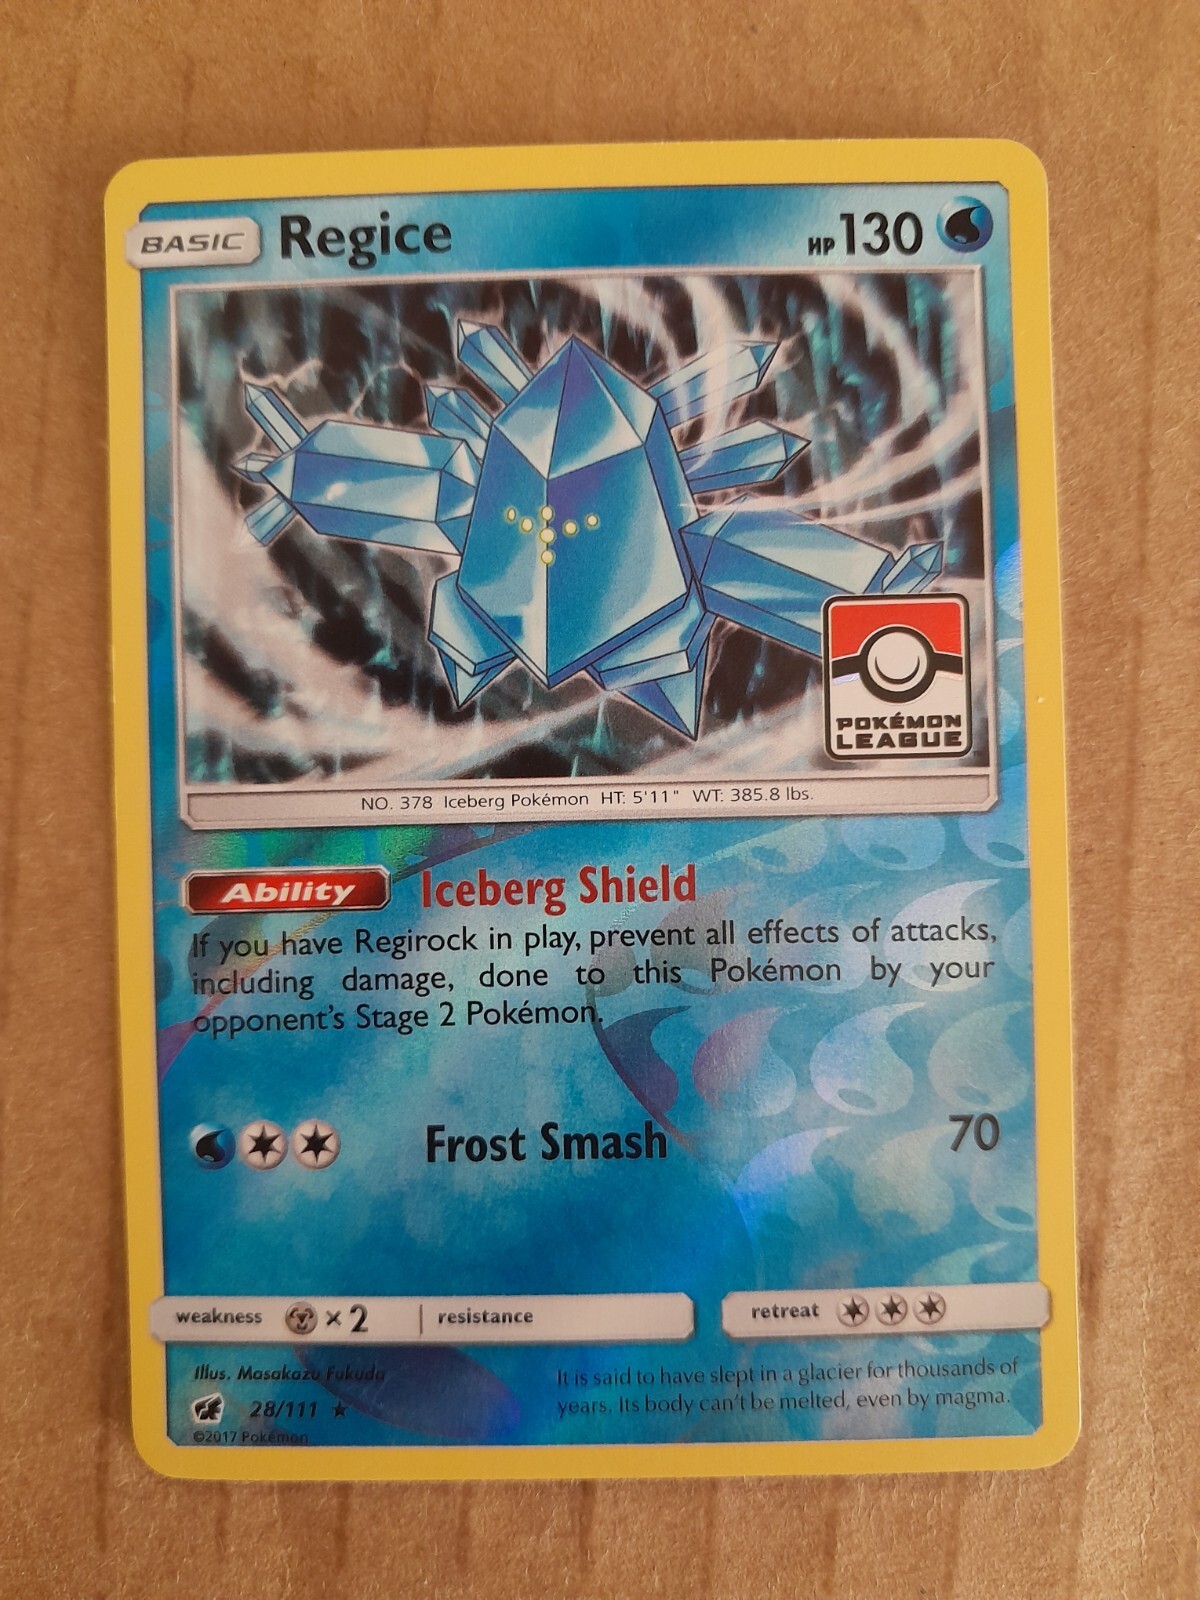 BASIC Regice HP 130
POKÉMON
LEAGUE
NO. 378 Iceberg Pokémon HT: 5'11" WT: 385.8 lbs.
Ability Iceberg Shield
If you have Regirock in play, prevent all effects of attacks,
including damage, done to this Pokémon by your
opponent's Stage 2 Pokémon.
Frost Smash 70
weakness × 2 resistance retreat
Illus. Masakazu Fukuda
28/111 ★
©2017 Pokémon
It is said to have slept in a glacier for thousands of
years. Its body can't be melted, even by magma.